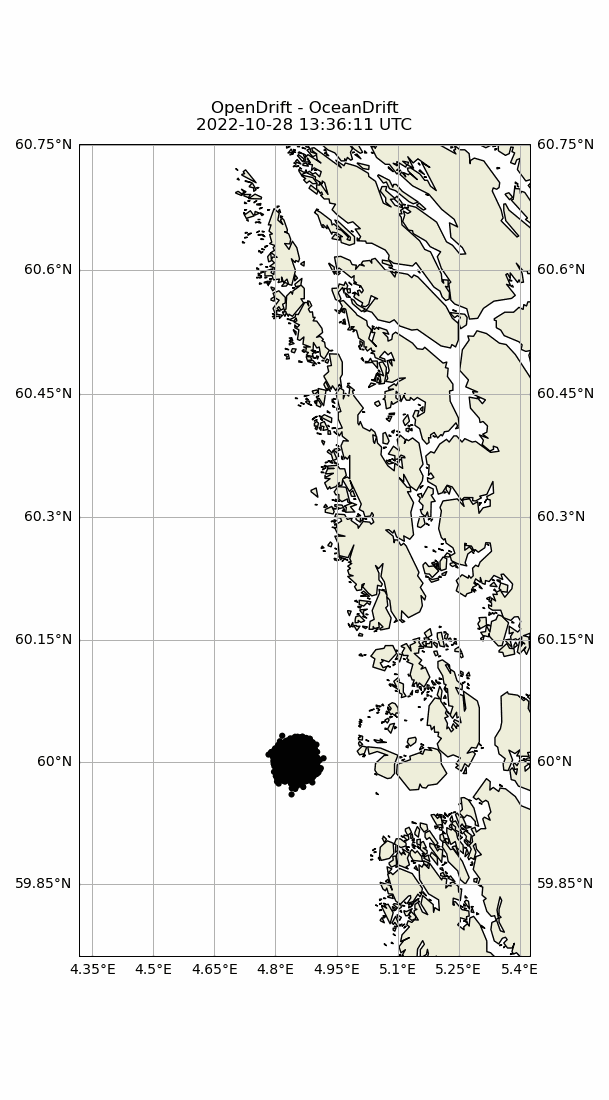 OpenDrift - OceanDrift
2022-10-28 13:36:11 UTC
60.75°N 60.75°N
60.6°N 60.6°N
60.45°N 60.45°N
60.3°N 60.3°N
60.15°N 60.15°N
60°N 60°N
59.85°N 59.85°N
4.35°E 4.5°E 4.65°E 4.8°E 4.95°E 5.1°E 5.25°E 5.4°E